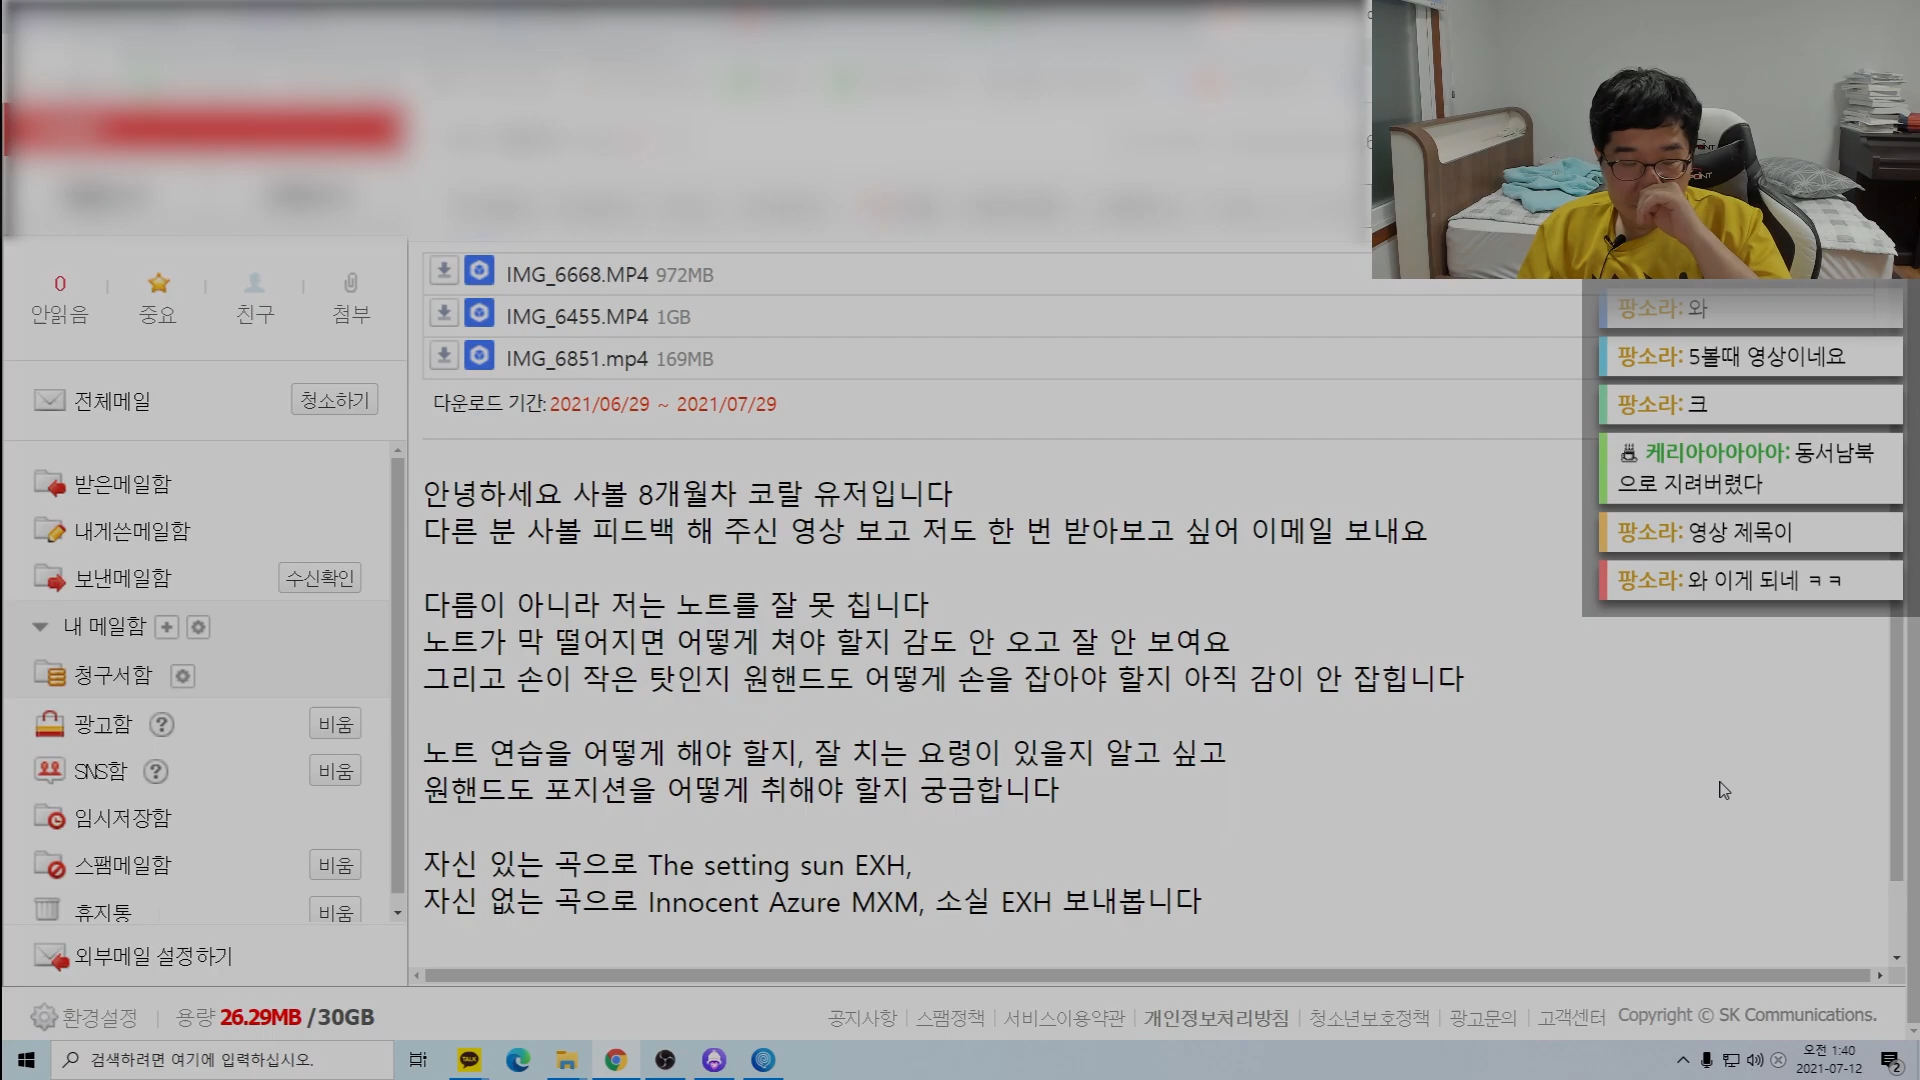 IMG_6668.MP4 972MB
IMG_6455.MP4 1GB
IMG_6851.mp4 169MB
다운로드 기간: 2021/06/29 ~ 2021/07/29
0
안읽음
중요
친구
첨부
전체메일
청소하기
받은메일함
내게쓴메일함
보낸메일함
수신확인
내 메일함
청구서함
광고함
비움
SNS함
비움
임시저장함
스팸메일함
비움
휴지통
비움
외부메일 설정하기
안녕하세요 사볼 8개월차 코랄 유저입니다
다른 분 사볼 피드백 해 주신 영상 보고 저도 한 번 받아보고 싶어 이메일 보내요
다름이 아니라 저는 노트를 잘 못 칩니다
노트가 막 떨어지면 어떻게 쳐야 할지 감도 안 오고 잘 안 보여요
그리고 손이 작은 탓인지 원핸드도 어떻게 손을 잡아야 할지 아직 감이 안 잡힙니다
노트 연습을 어떻게 해야 할지, 잘 치는 요령이 있을지 알고 싶고
원핸드도 포지션을 어떻게 취해야 할지 궁금합니다
자신 있는 곡으로 The setting sun EXH,
자신 없는 곡으로 Innocent Azure MXM, 소실 EXH 보내봅니다
팡소라: 와
팡소라: 5볼때 영상이네요
팡소라: 크
케리아아아아아: 동서남북
으로 지려버렸다
팡소라: 영상 제목이
팡소라: 와 이게 되네 ㅋㅋ
환경설정
용량 26.29MB /30GB
공지사항 | 스팸정책 | 서비스이용약관 | 개인정보처리방침 | 청소년보호정책 | 광고문의 | 고객센터 Copyright © SK Communications.
검색하려면 여기에 입력하십시오.
TALK
오전 1:40
2021-07-12
2